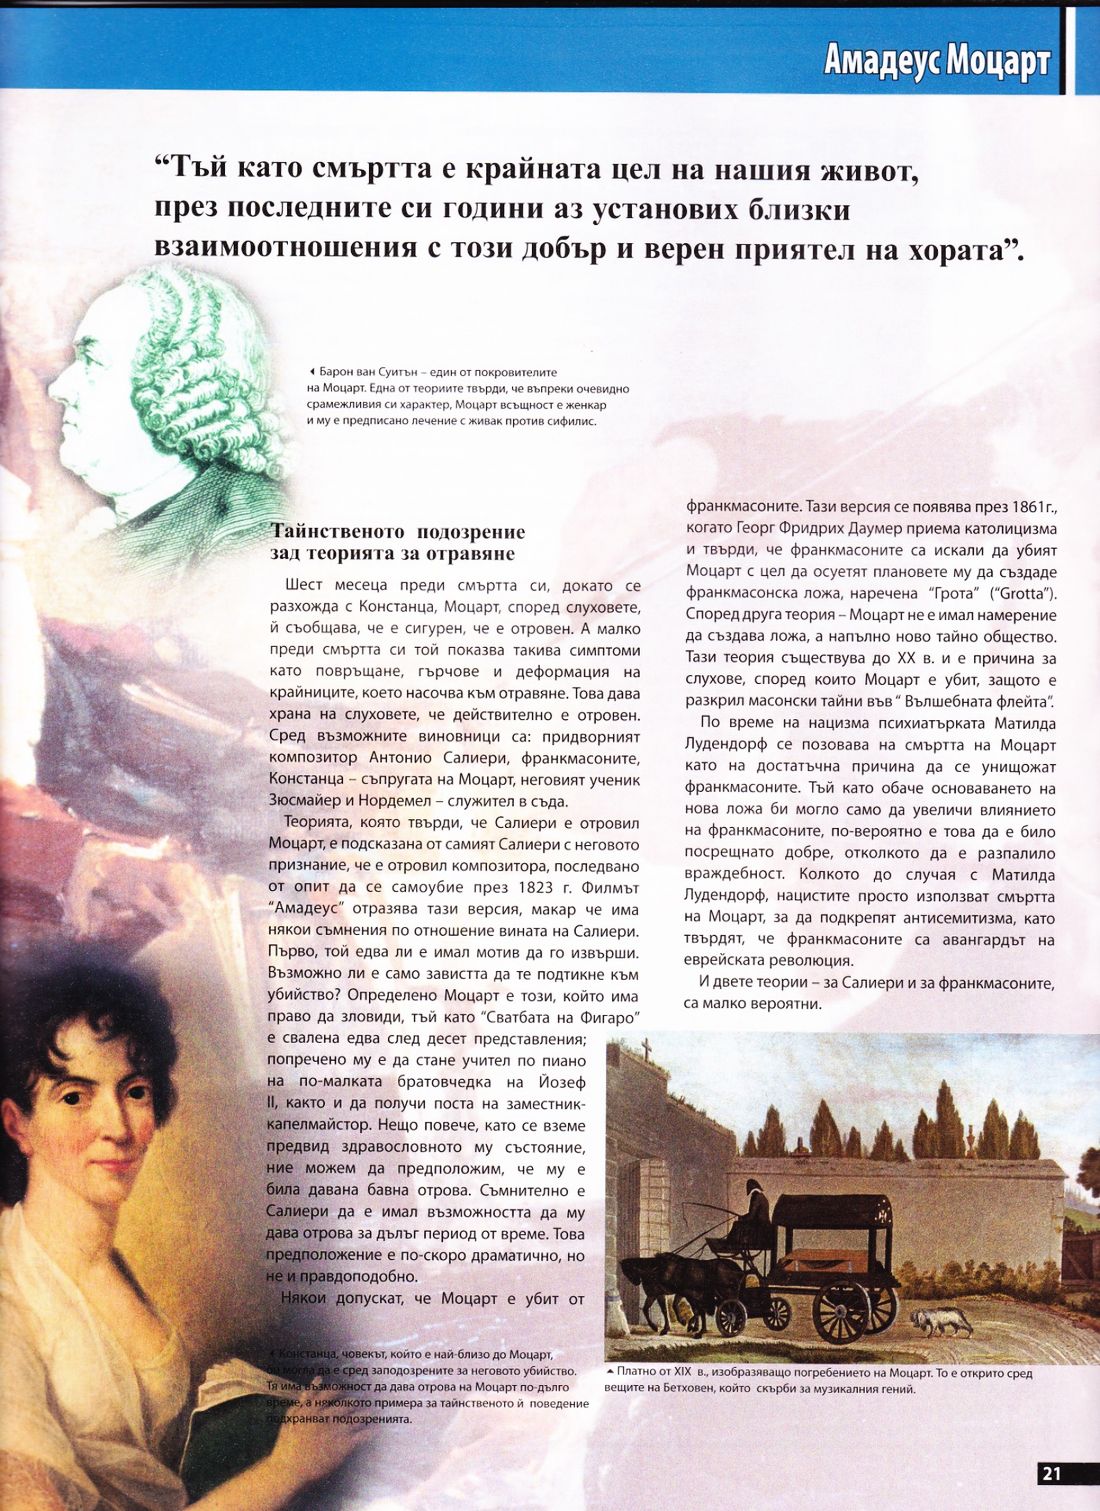 Амадеус Моцарт
“Тъй като смъртта е крайната цел на нашия живот,
през последните си години аз установих близки
взаимоотношения с този добър и верен приятел на хората”.
Барон ван Суитън – един от покровителите
на Моцарт. Една от теориите твърди, че въпреки очевидно
срамежливия си характер, Моцарт всъщност е женкар
и му е предписано лечение с живак против сифилис.
Тайнственото подозрение
зад теорията за отравяне
Шест месеца преди смъртта си, докато се
разхожда с Констанца, Моцарт, според слуховете,
ѝ съобщава, че е сигурен, че е отровен. А малко
преди смъртта си той показва такива симптоми
като повръщане, гърчове и деформация на
крайниците, което насочва към отравяне. Това дава
храна на слуховете, че действително е отровен.
Сред възможните виновници са: придворният
композитор Антонио Салиери, франкмасоните,
Констанца – съпругата на Моцарт, неговият ученик
Зюсмайер и Нордемел – служител в съда.
Теорията, която твърди, че Салиери е отровил
Моцарт, е подсказана от самият Салиери с неговото
признание, че е отровил композитора, последвано
от опит да се самоубие през 1823 г. Филмът
“Амадеус” отразява тази версия, макар че има
някои съмнения по отношение вината на Салиери.
Първо, той едва ли е имал мотив да го извърши.
Възможно ли е само завистта да те подтикне към
убийство? Определено Моцарт е този, който има
право да зловиди, тъй като “Сватбата на Фигаро”
е свалена едва след десет представления;
попречено му е да стане учител по пиано
на по-малката братовчедка на Йозеф
II, както и да получи поста на заместник-
капелмайстор. Нещо повече, като се вземе
предвид здравословното му състояние,
ние можем да предположим, че му е
била давана бавна отрова. Съмнително е
Салиери да е имал възможността да му
дава отрова за дълъг период от време. Това
предположение е по-скоро драматично, но
не и правдоподобно.
Някои допускат, че Моцарт е убит от
франкмасоните. Тази версия се появява през 1861г.,
когато Георг Фридрих Даумер приема католицизма
и твърди, че франкмасоните са искали да убият
Моцарт с цел да осуетят плановете му да създаде
франкмасонска ложа, наречена “Грота” (“Grotta”).
Според друга теория – Моцарт не е имал намерение
да създава ложа, а напълно ново тайно общество.
Тази теория съществува до XX в. и е причина за
слухове, според които Моцарт е убит, защото е
разкрил масонски тайни във “ Вълшебната флейта”.
По време на нацизма психиатърката Матилда
Лудендорф се позовава на смъртта на Моцарт
като на достатъчна причина да се унищожат
франкмасоните. Тъй като обаче основаването на
нова ложа би могло само да увеличи влиянието
на франкмасоните, по-вероятно е това да е било
посрещнато добре, отколкото да е разпалило
враждебност. Колкото до случая с Матилда
Лудендорф, нацистите просто използват смъртта
на Моцарт, за да подкрепят антисемитизма, като
твърдят, че франкмасоните са авангардът на
еврейската революция.
И двете теории – за Салиери и за франкмасоните,
са малко вероятни.
Констанца, човекът, който е най-близо до Моцарт,
би могла да е сред заподозрените за неговото убийство.
Тя има възможност да дава отрова на Моцарт по-дълго
време, а няколкото примера за тайнственото ѝ поведение
подхранват подозренията.
Платно от XIX в., изобразяващо погребението на Моцарт. То е открито сред
вещите на Бетховен, който скърби за музикалния гений.
21